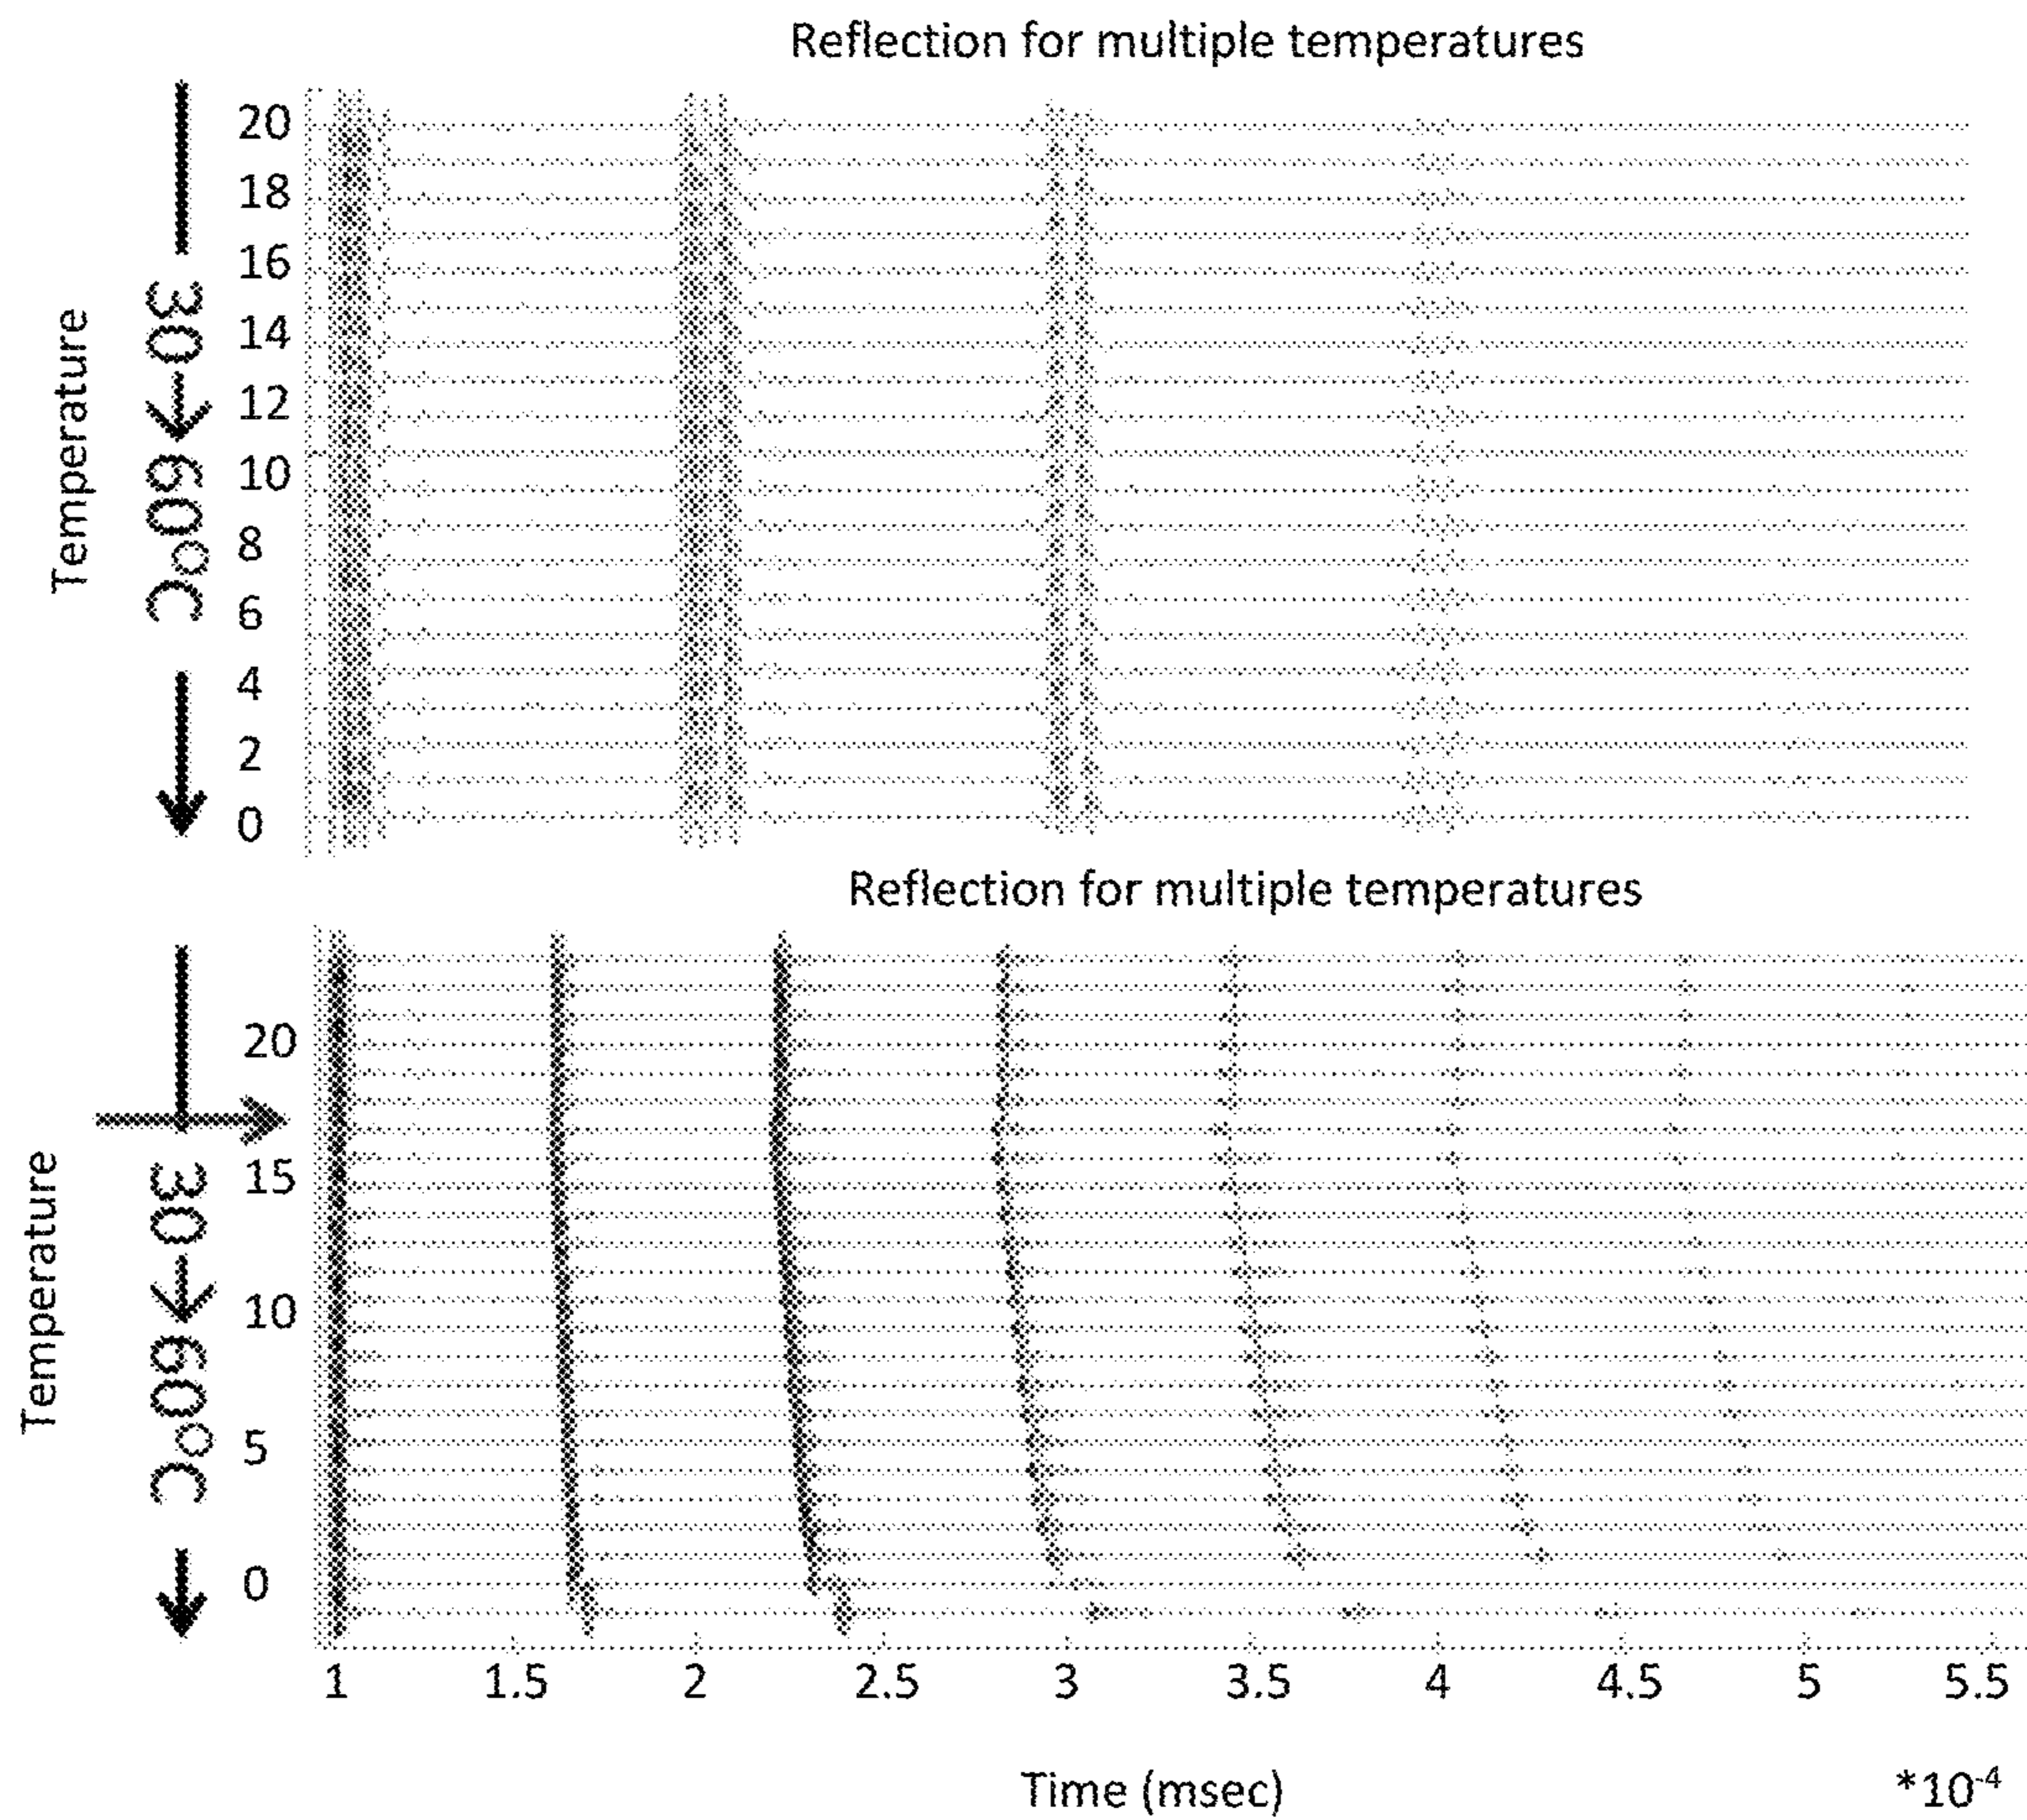 Reflection for multiple temperatures
Temperature
30→60°C
20
18
16
14
12
10
8
6
4
2
0
Reflection for multiple temperatures
Temperature
30→60°C
20
15
10
5
0
1 1.5 2 2.5 3 3.5 4 4.5 5 5.5
Time (msec)
*10⁻⁴